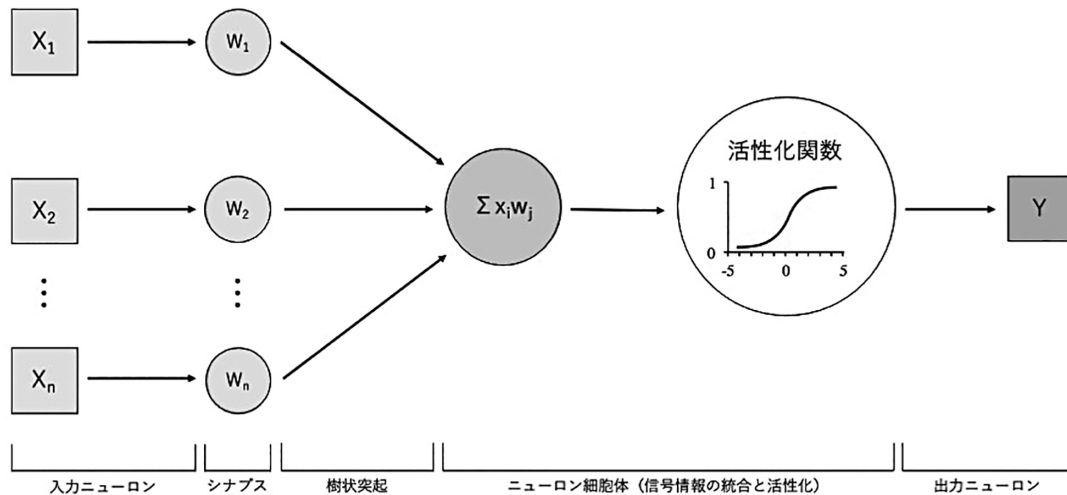 X₁
W₁
X₂
W₂
Σxᵢwⱼ
活性化関数
1
0
-5
0
5
Y
Xₙ
Wₙ
入力ニューロン
シナプス
樹状突起
ニューロン細胞体（信号情報の統合と活性化）
出力ニューロン